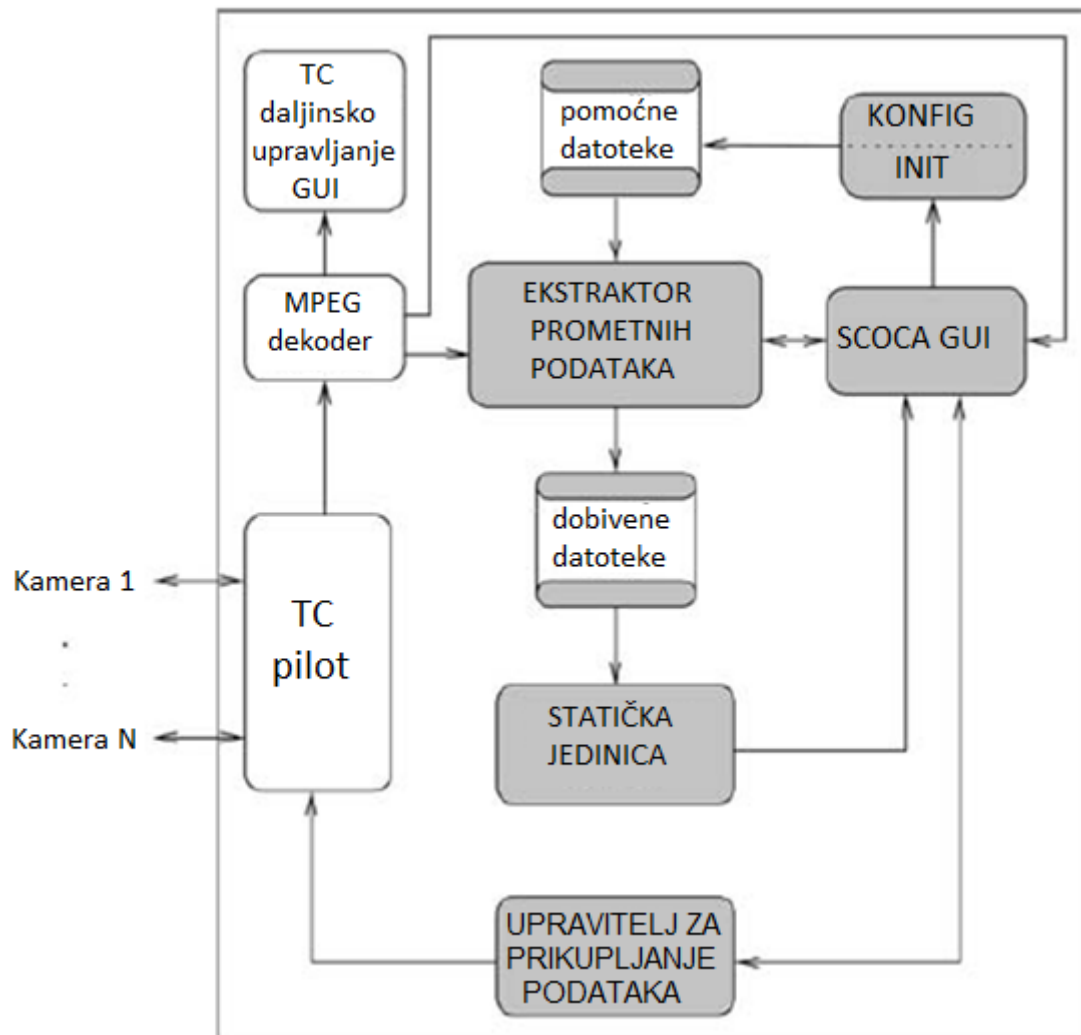 TC
daljinsko
upravljanje
GUI
pomoćne
datoteke
KONFIG
INIT
MPEG
dekoder
EKSTRAKTOR
PROMETNIH
PODATAKA
SCOCA GUI
dobivene
datoteke
Kamera 1
TC
pilot
Kamera N
STATIČKA
JEDINICA
UPRAVITELJ ZA
PRIKUPLJANJE
PODATAKA